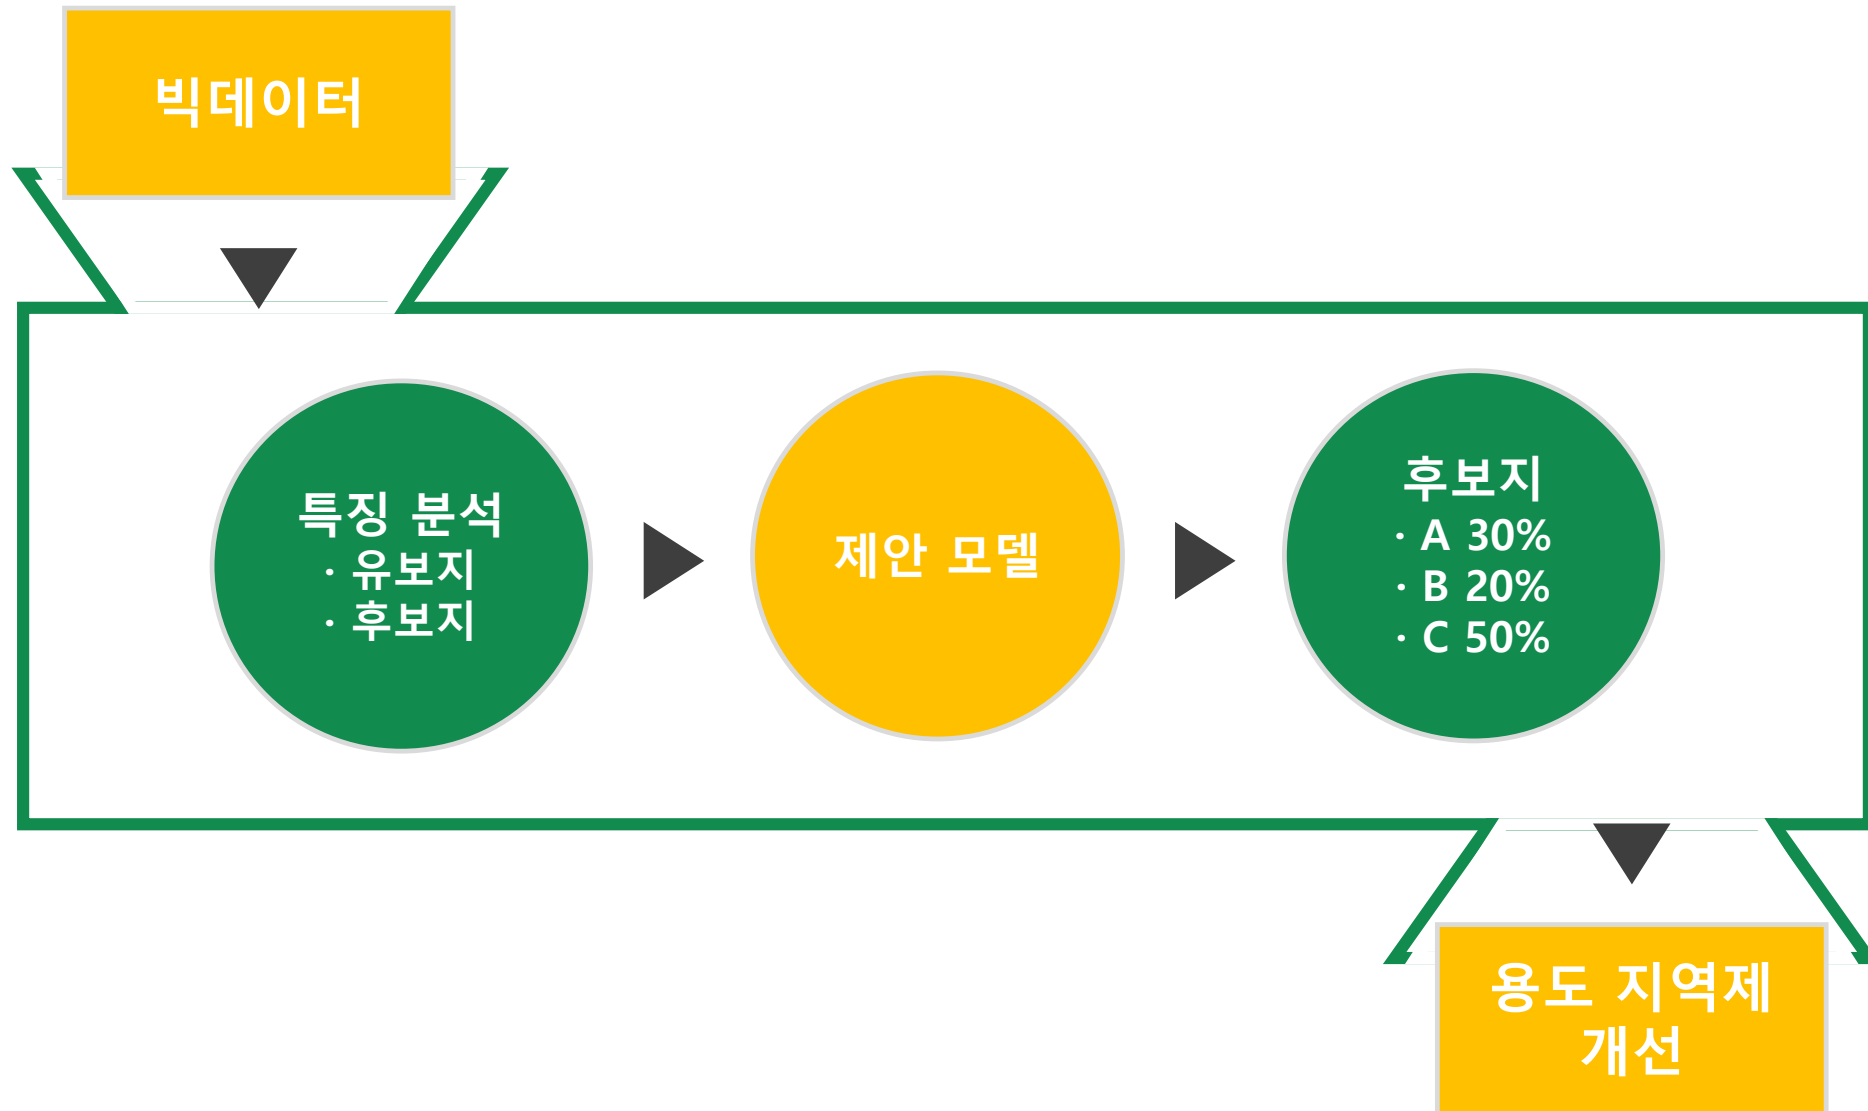 빅데이터
특징 분석
· 유보지
· 후보지
제안 모델
후보지
· A 30%
· B 20%
· C 50%
용도 지역제
개선